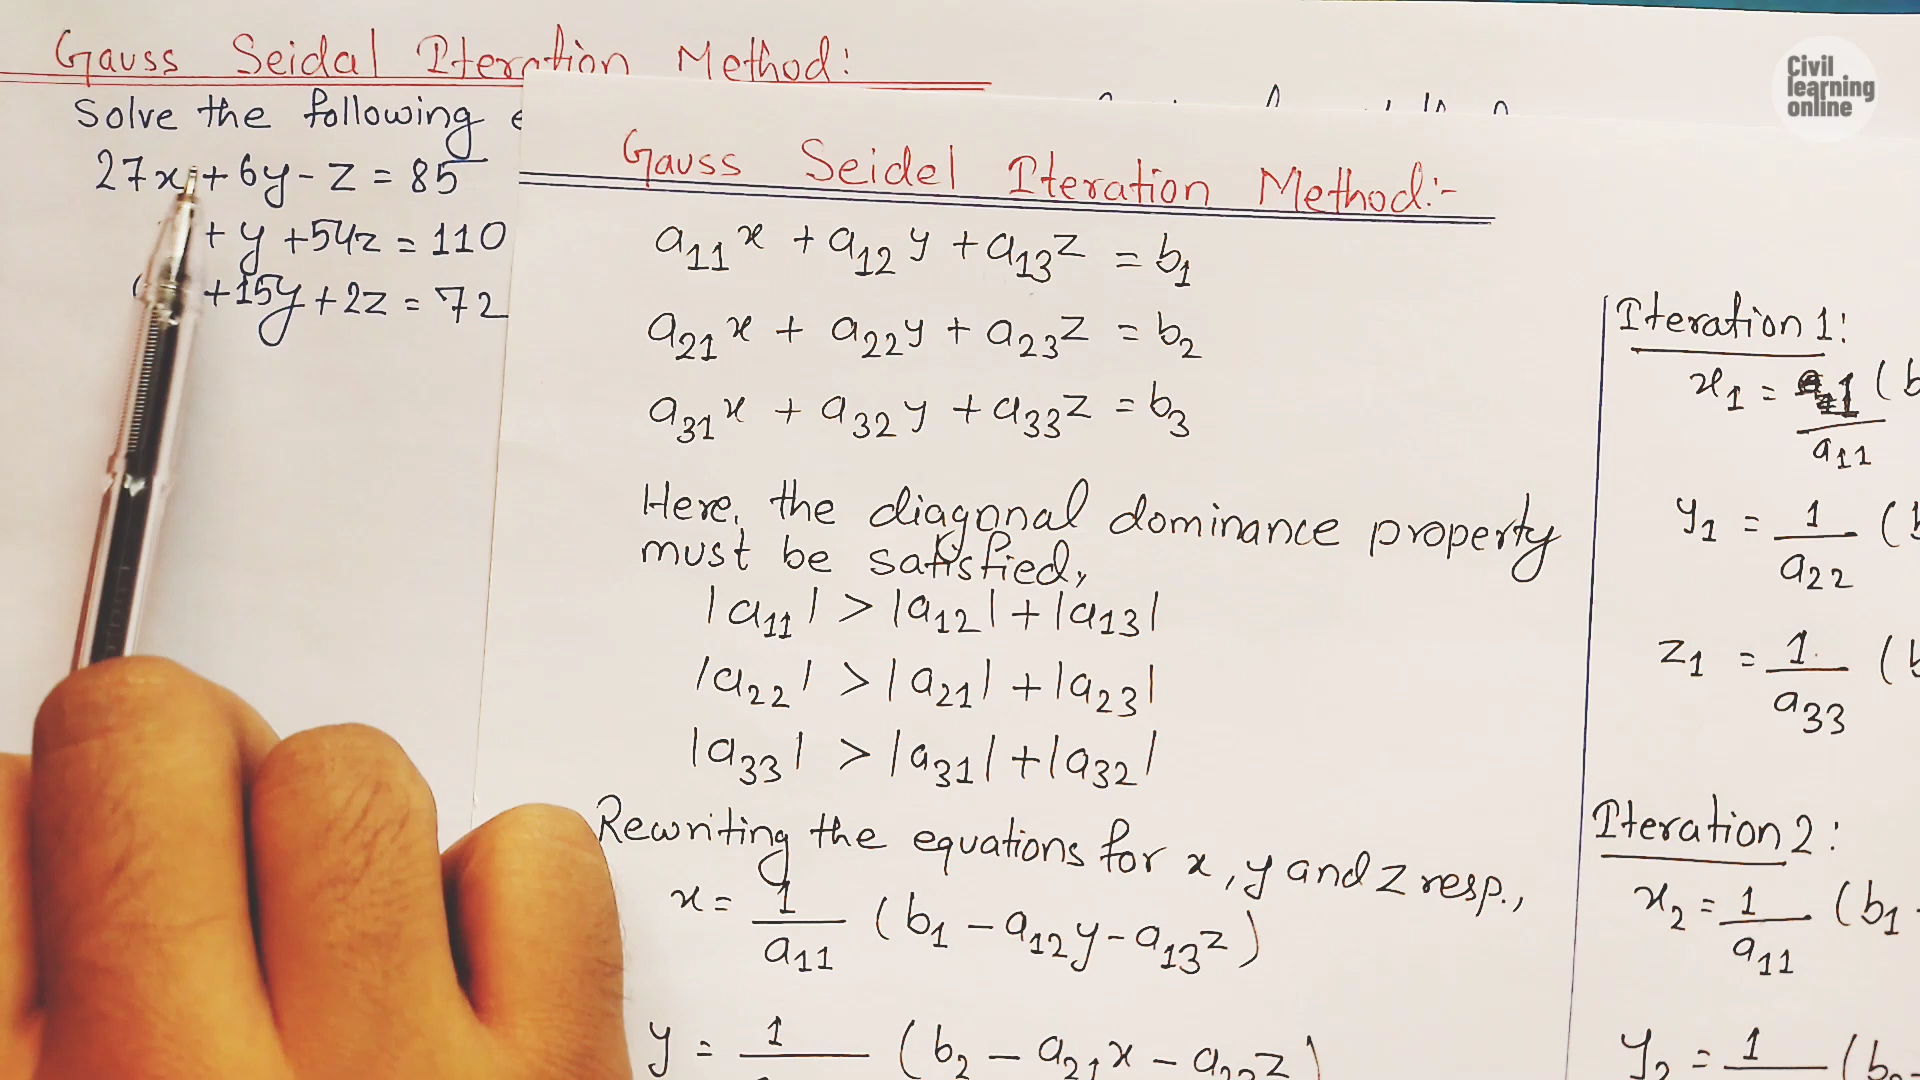 Gauss Seidal Iteration Method:
Solve the following
27x + 6y - z = 85
+ y + 54z = 110
+ 15y + 2z = 72
Civil
learning
online
Gauss Seidel Iteration Method:-
a11x + a12y + a13z = b1
a21x + a22y + a23z = b2
a31x + a32y + a33z = b3
Here, the diagonal dominance property
must be satisfied,
|a11| > |a12| + |a13|
|a22| > |a21| + |a23|
|a33| > |a31| + |a32|
Rewriting the equations for x, y and z resp.,
x = 1/a11 (b1 - a12y - a13z)
y = 1 (b2 - a21x - a23z)
Iteration 1:
x1 = 1/a11 (b
y1 = 1/a22 (b
z1 = 1/a33 (b
Iteration 2:
x2 = 1/a11 (b1 -
y2 = 1 (b2